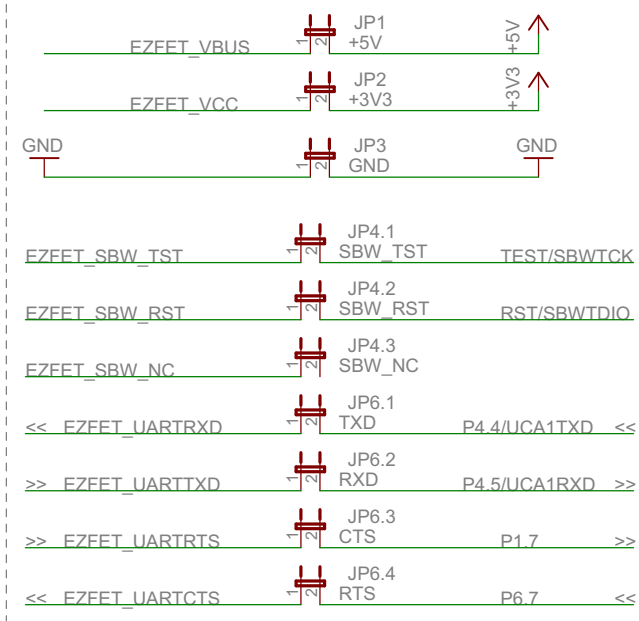 JP1
EZFET_VBUS 1 2 +5V +5V
JP2
EZFET_VCC 1 2 +3V3 +3V3
GND JP3 GND
1 2 GND
JP4.1
EZFET_SBW_TST 1 2 SBW_TST TEST/SBWTCK
JP4.2
EZFET_SBW_RST 1 2 SBW_RST RST/SBWTDIO
JP4.3
EZFET_SBW_NC 1 2 SBW_NC
JP6.1
<< EZFET_UARTRXD 1 2 TXD P4.4/UCA1TXD <<
JP6.2
>> EZFET_UARTTXD 1 2 RXD P4.5/UCA1RXD >>
JP6.3
>> EZFET_UARTRTS 1 2 CTS P1.7 >>
JP6.4
<< EZFET_UARTCTS 1 2 RTS P6.7 <<